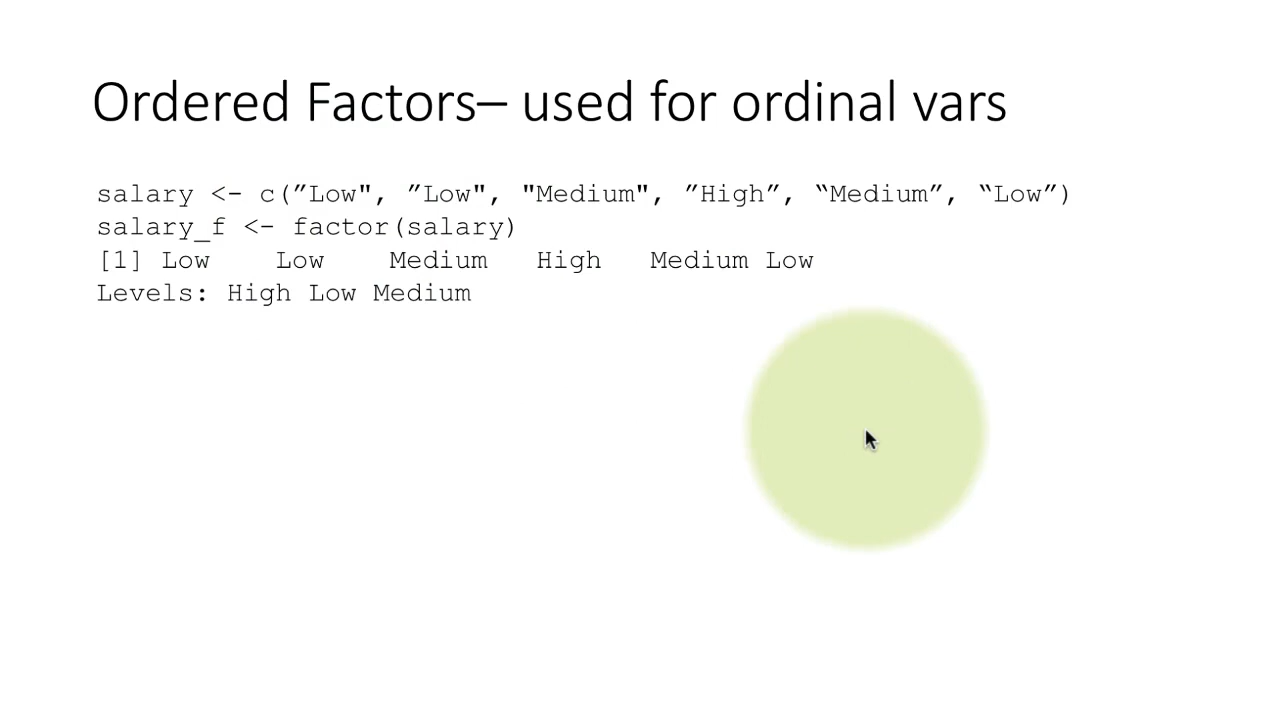 Ordered Factors– used for ordinal vars
salary <- c(”Low", ”Low", "Medium", ”High”, “Medium”, “Low”)
salary_f <- factor(salary)
[1] Low    Low    Medium   High   Medium Low
Levels: High Low Medium